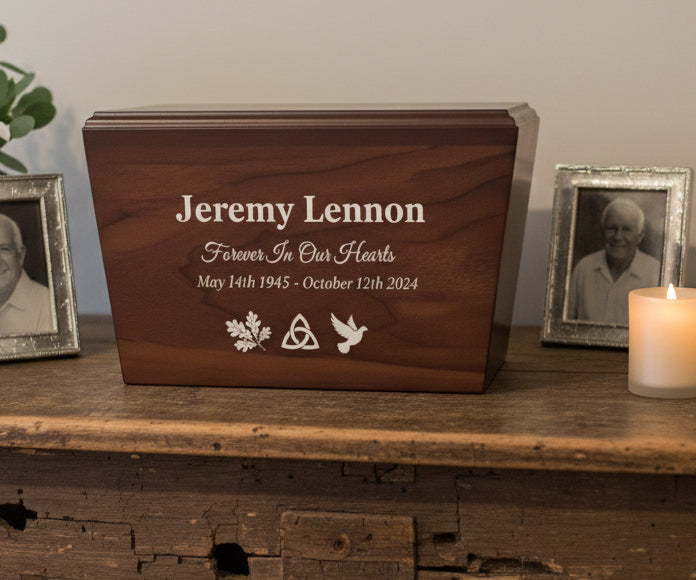 Jeremy Lennon
Forever In Our Hearts
May 14th 1945 - October 12th 2024